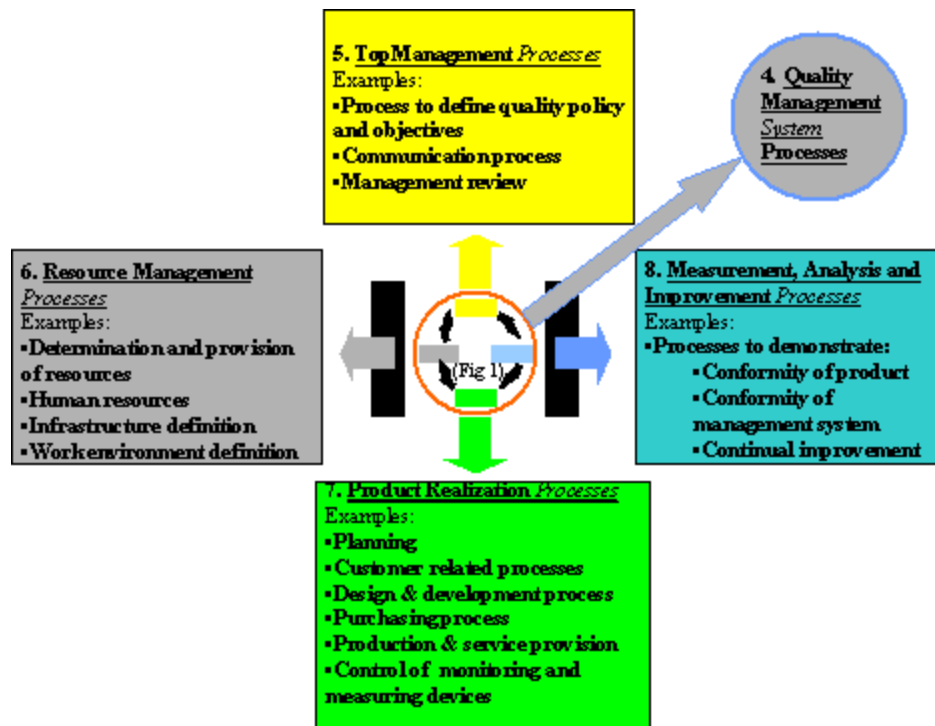 5. Top Management Processes
Examples:
▪Process to define quality policy
and objectives
▪Communication process
▪Management review
4. Quality
Management
System
Processes
6. Resource Management
Processes
Examples:
▪Determination and provision
of resources
▪Human resources
▪Infrastructure definition
▪Work environment definition
(Fig 1)
8. Measurement, Analysis and
Improvement Processes
Examples:
▪Processes to demonstrate:
▪Conformity of product
▪Conformity of
management system
▪Continual improvement
7. Product Realization Processes
Examples:
▪Planning
▪Customer related processes
▪Design & development process
▪Purchasing process
▪Production & service provision
▪Control of monitoring and
measuring devices